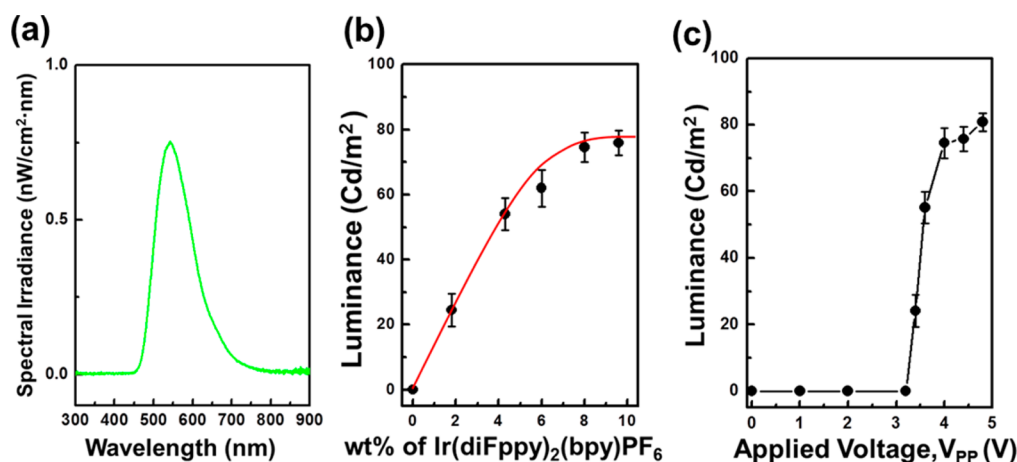 (a)
1.0
0.5
0.0
300 400 500 600 700 800 900
Spectral Irradiance (nW/cm²·nm)
Wavelength (nm)
(b)
100
80
60
40
20
0
0 2 4 6 8 10
Luminance (Cd/m²)
wt% of Ir(diFppy)₂(bpy)PF₆
(c)
100
80
60
40
20
0
0 1 2 3 4 5
Luminance (Cd/m²)
Applied Voltage,V_PP (V)